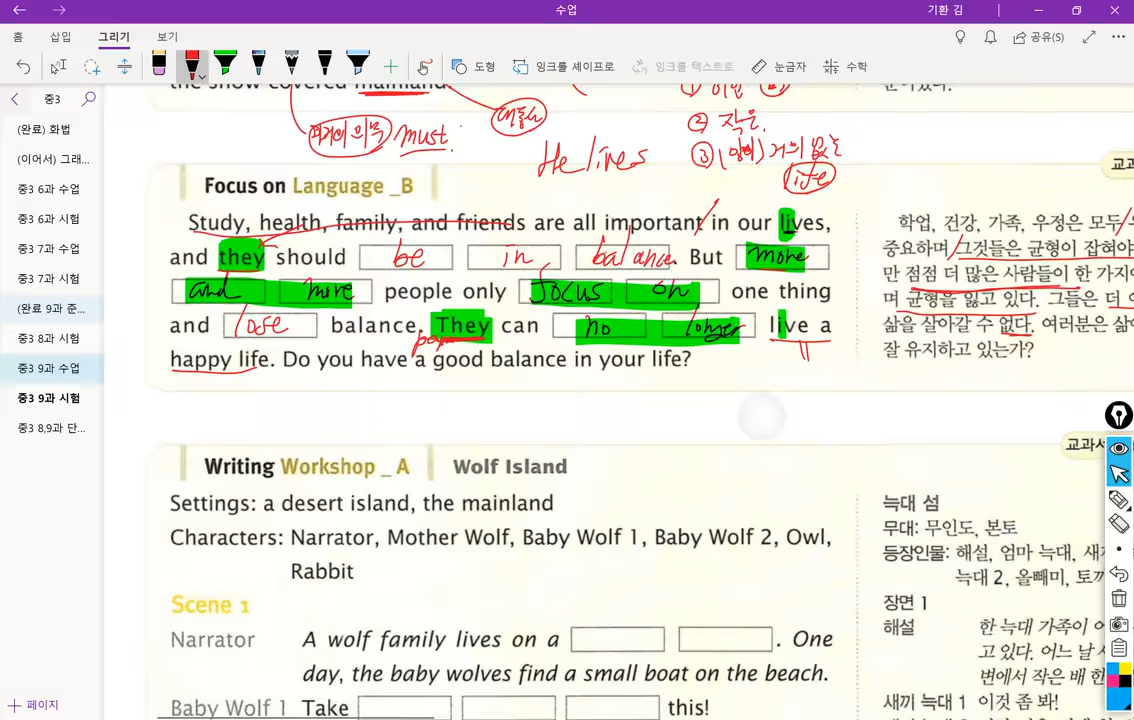 수업
기환 김
홈 삽입 그리기 보기
공유(S)
도형 잉크를 셰이프로 잉크를 텍스트로 눈금자 수학
중3
(완료) 화법
(이어서) 그래...
중3 6과 수업
중3 6과 시험
중3 7과 수업
중3 7과 시험
(완료 9과 준...
중3 8과 시험
중3 9과 수업
중3 9과 시험
중3 8,9과 단...
페이지
the snow covered mainland.
must
② 작은
He lives
③ 거의 없는
life
Focus on Language _B
교과
Study, health, family, and friends are all important in our lives,
and they should be in balance. But more
and more people only focus on one thing
and lose balance. They can no longer live a
happy life. Do you have a good balance in your life?
학업, 건강, 가족, 우정은 모두
중요하며 그것들은 균형이 잡혀야
만 점점 더 많은 사람들이 한 가지
며 균형을 잃고 있다. 그들은 더 이
삶을 살아갈 수 없다. 여러분은 삶
잘 유지하고 있는가?
Writing Workshop _ A Wolf Island
교과서
Settings: a desert island, the mainland
Characters: Narrator, Mother Wolf, Baby Wolf 1, Baby Wolf 2, Owl,
Rabbit
Scene 1
Narrator A wolf family lives on a . One
day, the baby wolves find a small boat on the beach.
Baby Wolf 1 Take this!
늑대 섬
무대: 무인도, 본토
등장인물: 해설, 엄마 늑대, 새끼
늑대 2, 올빼미, 토끼
장면 1
해설 한 늑대 가족이
고 있다. 어느 날
변에서 작은 배 한
새끼 늑대 1 이것 좀 봐!